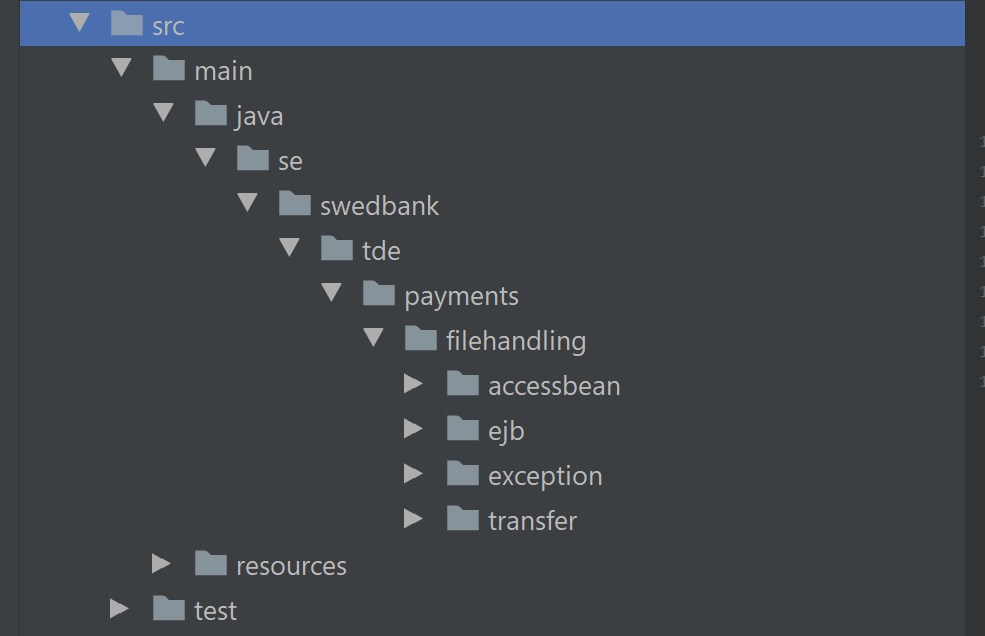 src
main
java
se
swedbank
tde
payments
filehandling
accessbean
ejb
exception
transfer
resources
test